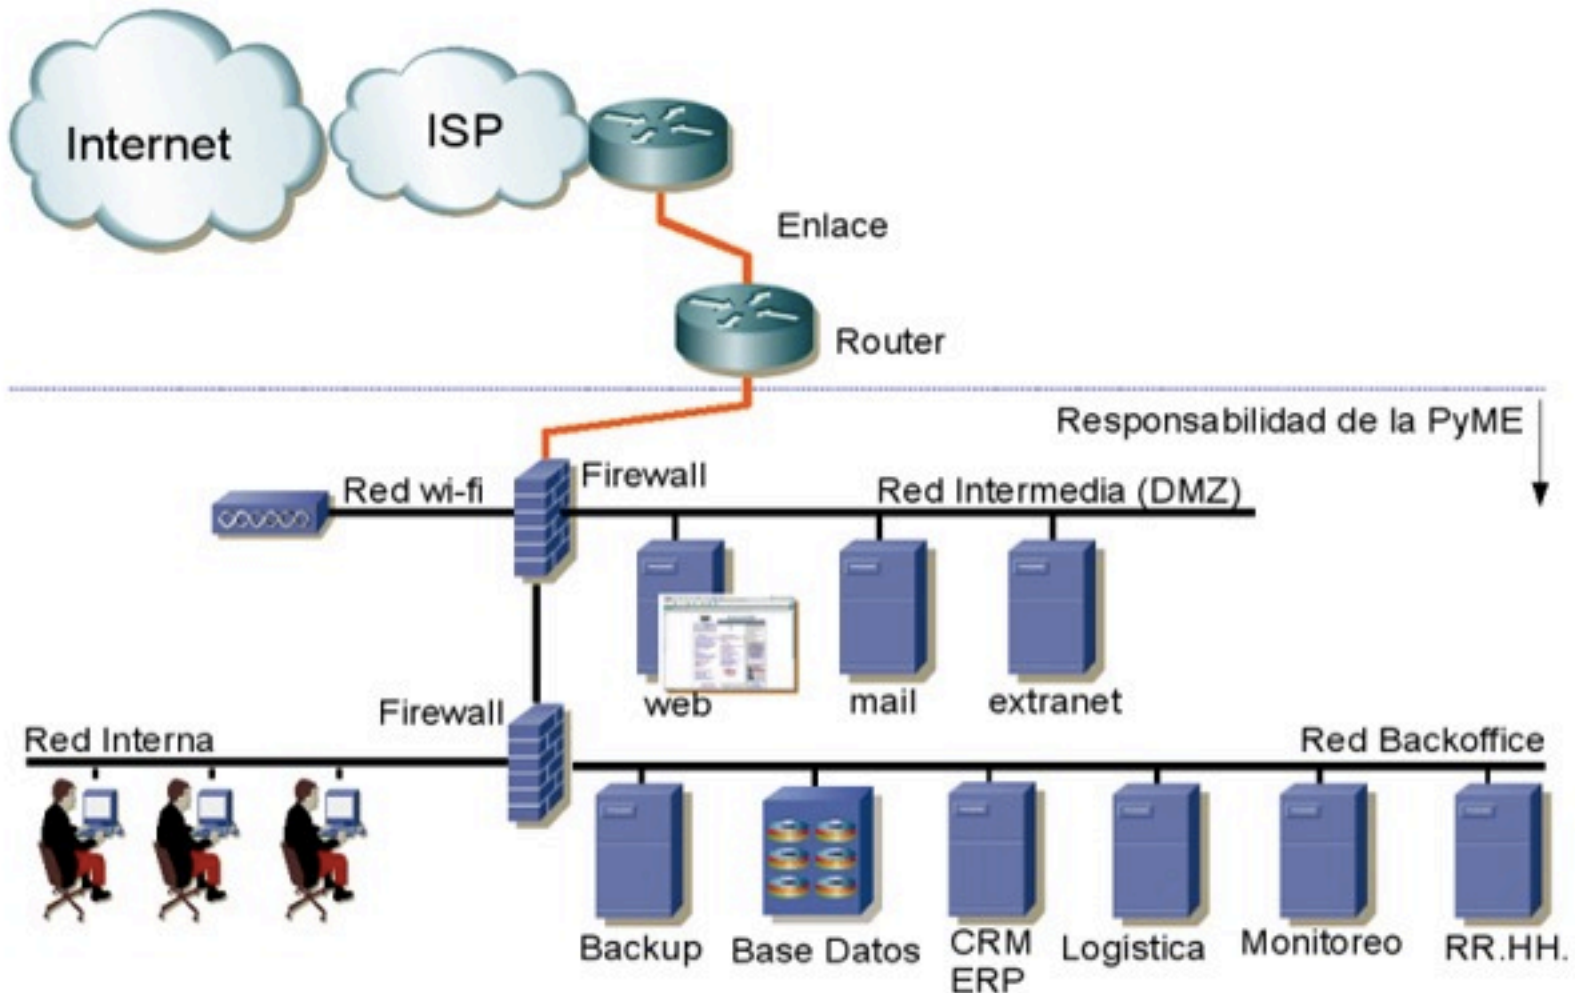 Internet
ISP
Enlace
Router
Responsabilidad de la PyME
Firewall
Red wi-fi
Red Intermedia (DMZ)
web
mail
extranet
Firewall
Red Interna
Red Backoffice
Backup
Base Datos
CRM
ERP
Logistica
Monitoreo
RR.HH.